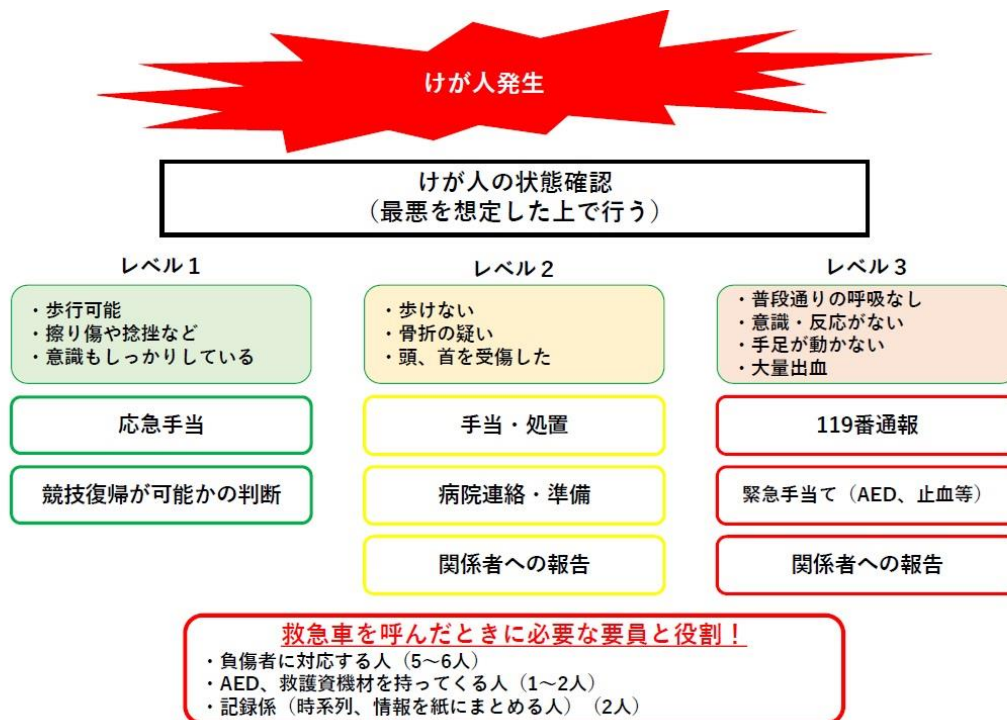 けが人発生
けが人の状態確認
（最悪を想定した上で行う）
レベル１
・歩行可能
・擦り傷や捻挫など
・意識もしっかりしている
応急手当
競技復帰が可能かの判断
レベル２
・歩けない
・骨折の疑い
・頭、首を受傷した
手当・処置
病院連絡・準備
関係者への報告
レベル３
・普段通りの呼吸なし
・意識・反応がない
・手足が動かない
・大量出血
119番通報
緊急手当て（AED、止血等）
関係者への報告
救急車を呼んだときに必要な要員と役割！
・負傷者に対応する人（5～6人）
・AED、救護資機材を持ってくる人（1～2人）
・記録係（時系列、情報を紙にまとめる人）（2人）